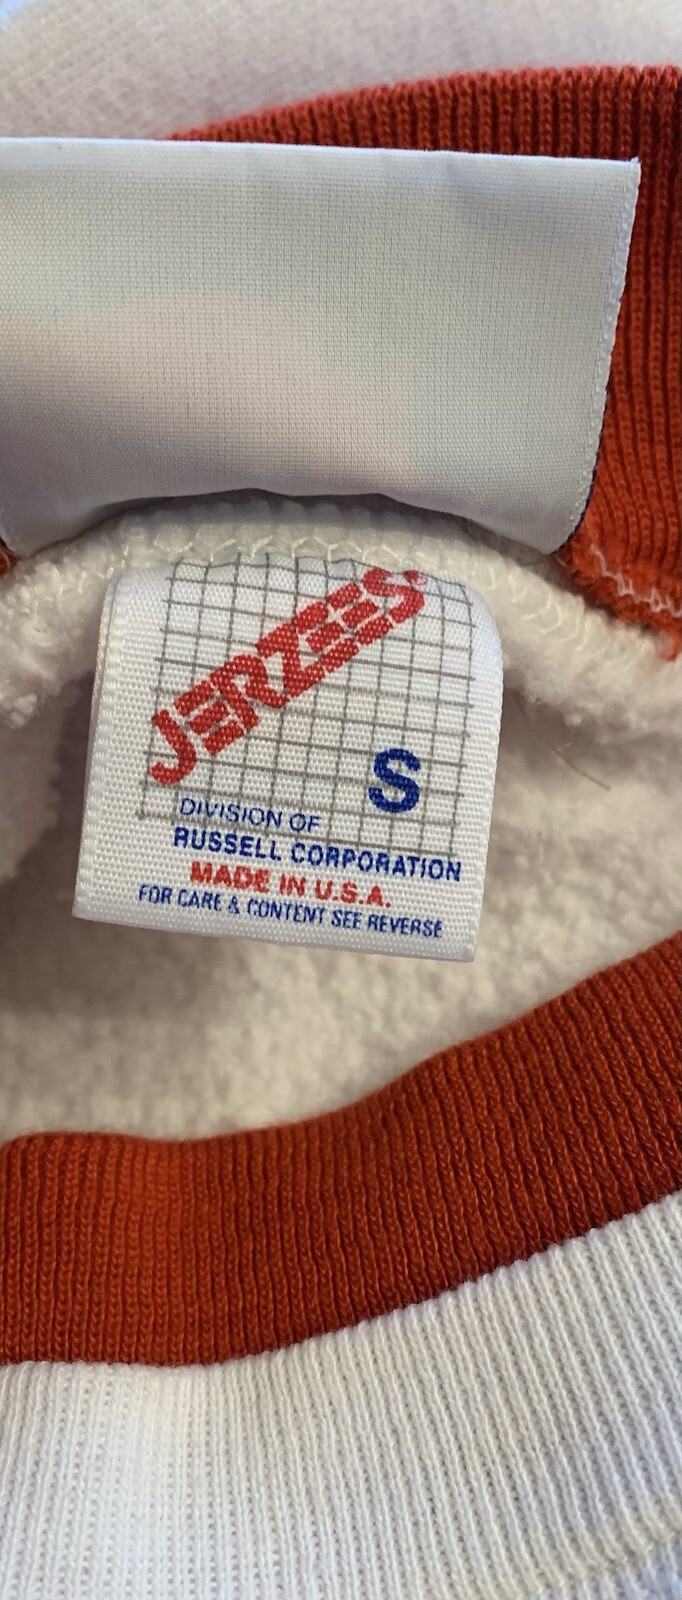 JERZEES®
S
DIVISION OF
RUSSELL CORPORATION
MADE IN U.S.A.
FOR CARE & CONTENT SEE REVERSE